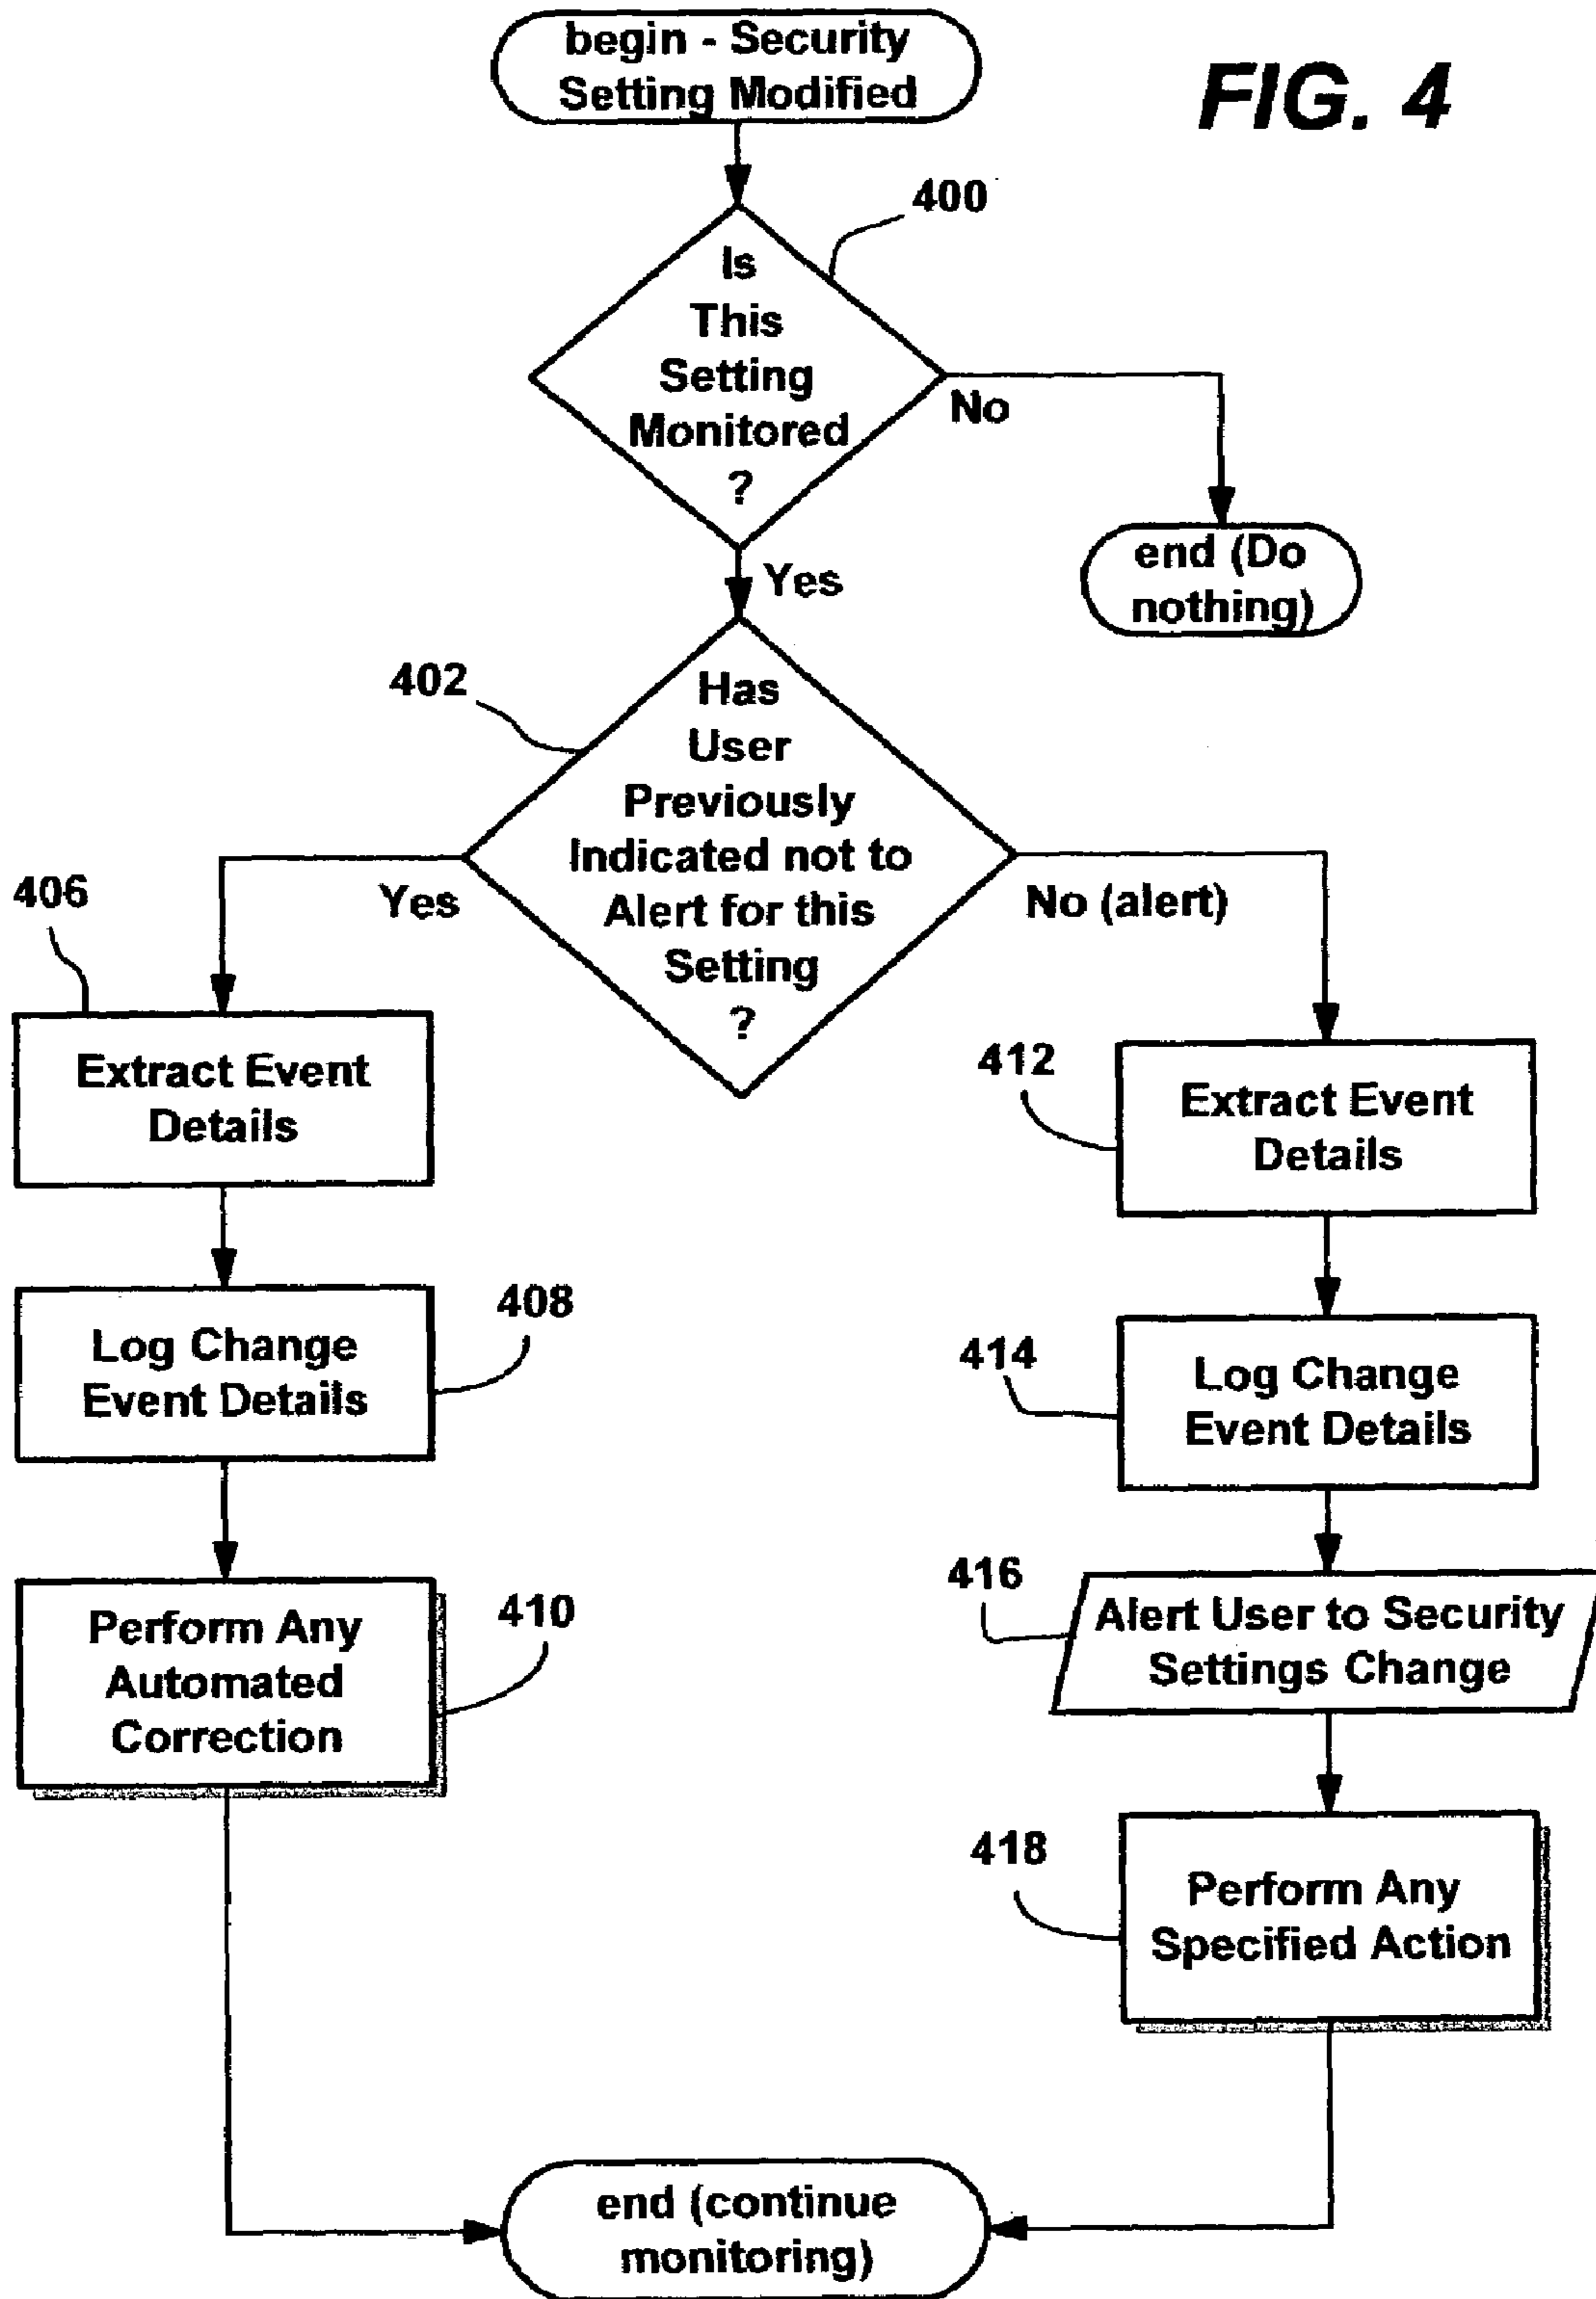 begin - Security
Setting Modified
FIG. 4
400
Is
This
Setting
Monitored
?
No
end (Do
nothing)
Yes
402
Has
User
Previously
Indicated not to
Alert for this
Setting
?
Yes
No (alert)
406
Extract Event
Details
412
Extract Event
Details
408
Log Change
Event Details
414
Log Change
Event Details
410
Perform Any
Automated
Correction
416
Alert User to Security
Settings Change
418
Perform Any
Specified Action
end (continue
monitoring)